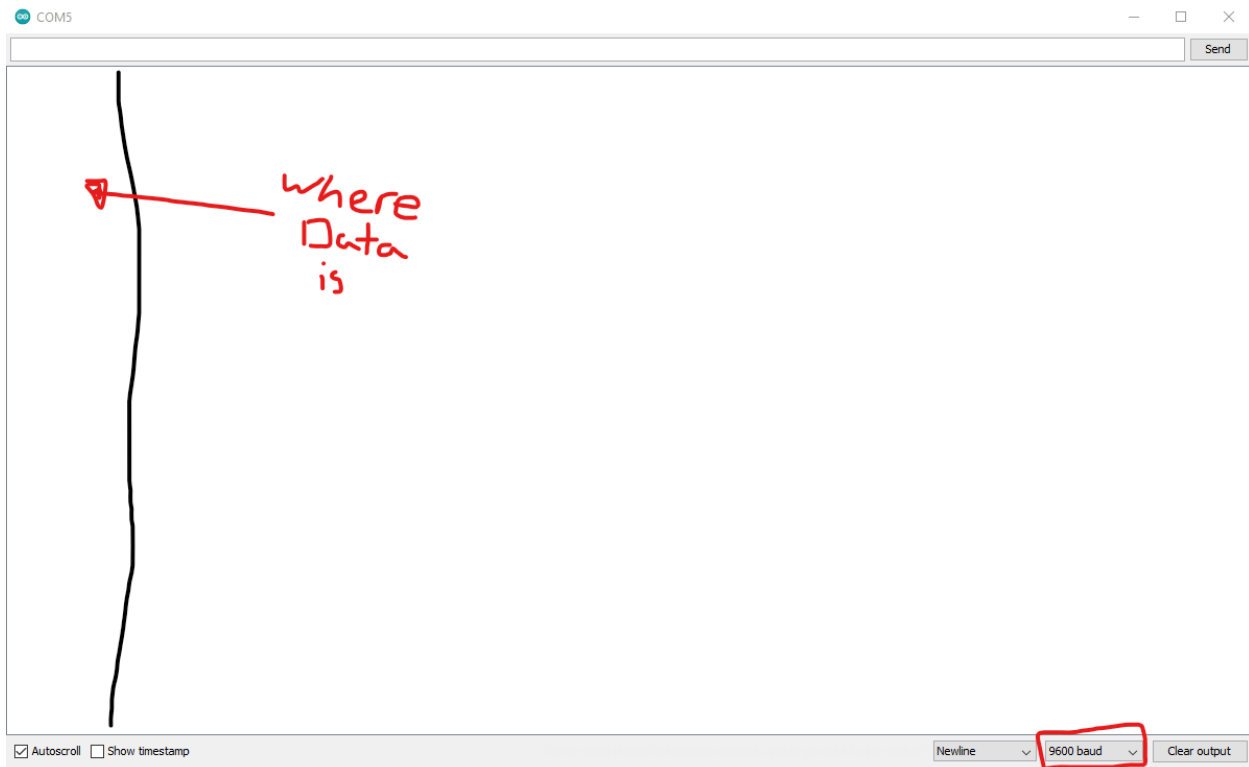 COM5
Send
where
Data
is
Autoscroll Show timestamp Newline 9600 baud Clear output